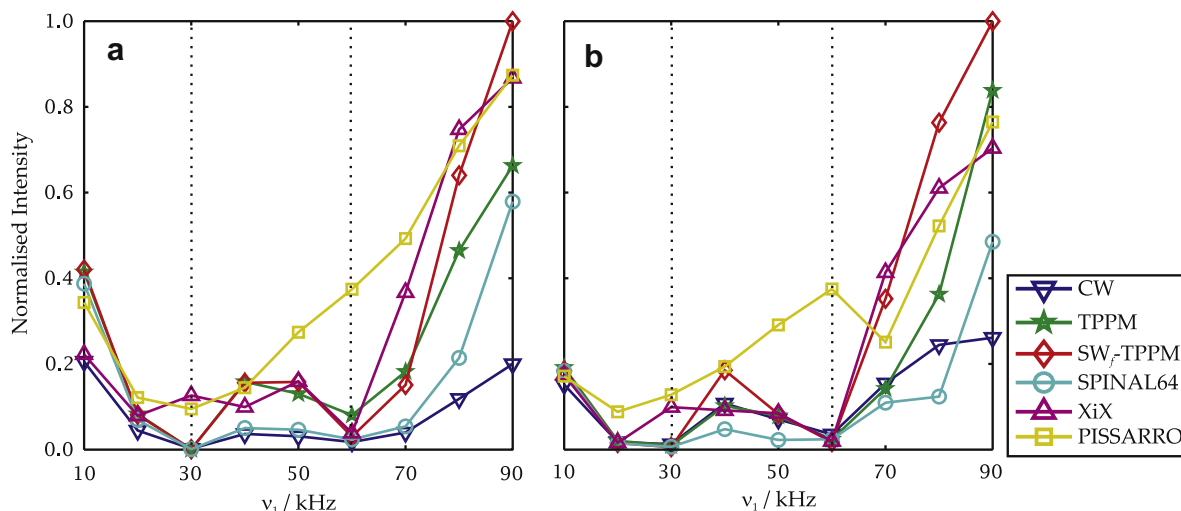 a
b
Normalised Intensity
1.0
0.8
0.6
0.4
0.2
0.0
10
30
50
70
90
ν₁ / kHz
10
30
50
70
90
ν₁ / kHz
CW
TPPM
SW_f-TPPM
SPINAL64
XiX
PISSARRO